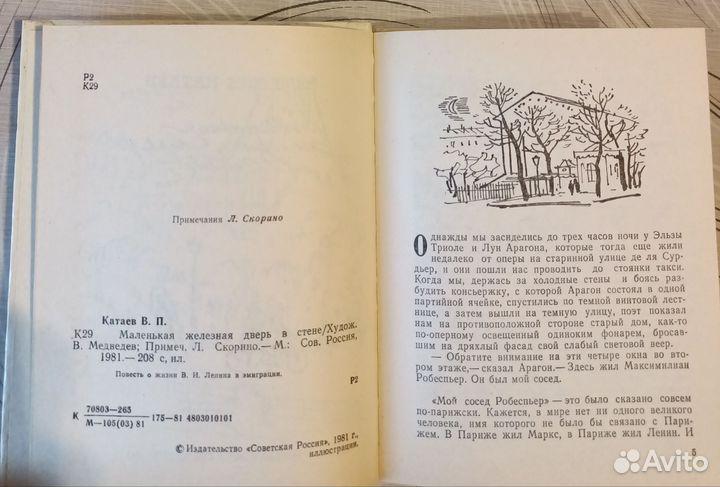 Р2
К29
Примечания Л. Скорино
Катаев В. П.
К29 Маленькая железная дверь в стене/Худож.
В. Медведев; Примеч. Л. Скорино.— М.: Сов. Россия,
1981.— 208 с, ил.
Повесть о жизни В. И. Ленина в эмиграции.
Р2
К 70803—265
М—105(03) 81 175—81 4803010101
© Издательство «Советская Россия», 1981 г.,
иллюстрации.
Однажды мы засиделись до трех часов ночи у Эльзы
Триоле и Луи Арагона, которые тогда еще жили
недалеко от оперы на старинной улице де ля Сур-
дьер, и они пошли нас проводить до стоянки такси.
Когда мы, держась за холодные стены и боясь раз-
будить консьержку, с которой Арагон состоял в одной
партийной ячейке, спустились по темной винтовой лест-
нице, а затем вышли на темную улицу, поэт показал
нам на противоположной стороне старый дом, как-то
по-оперному освещенный одиноким фонарем, бросав-
шим на дряхлый фасад свой слабый световой веер.
— Обратите внимание на эти четыре окна во вто-
ром этаже,— сказал Арагон.— Здесь жил Максимилиан
Робеспьер. Он был мой сосед.
«Мой сосед Робеспьер» — это было сказано совсем
по-парижски. Кажется, в мире нет ни одного великого
человека, имя которого не было бы связано с Пари-
жем. В Париже жил Маркс, в Париже жил Ленин. И
5
Avito